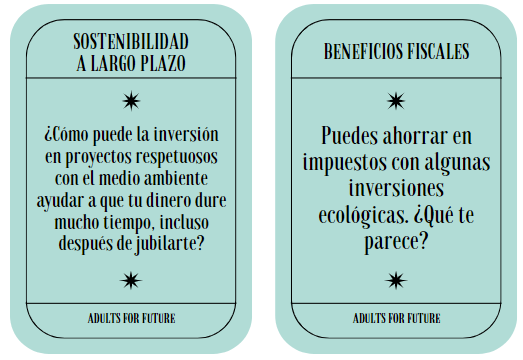 SOSTENIBILIDAD
A LARGO PLAZO
¿Cómo puede la inversión
en proyectos respetuosos
con el medio ambiente
ayudar a que tu dinero dure
mucho tiempo, incluso
después de jubilarte?
ADULTS FOR FUTURE
BENEFICIOS FISCALES
Puedes ahorrar en
impuestos con algunas
inversiones
ecológicas. ¿Qué te
parece?
ADULTS FOR FUTURE